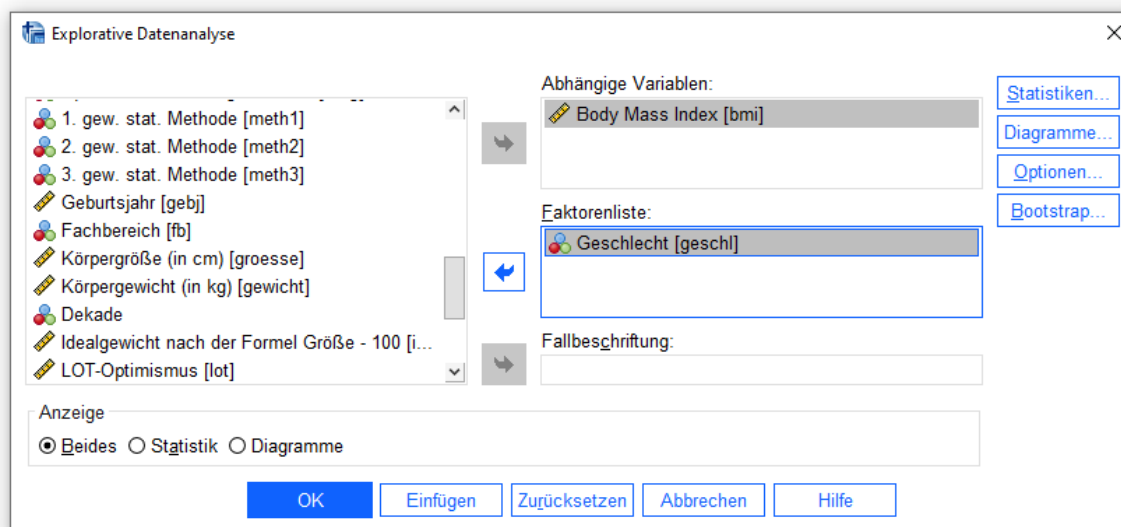 Explorative Datenanalyse
1. gew. stat. Methode [meth1]
2. gew. stat. Methode [meth2]
3. gew. stat. Methode [meth3]
Geburtsjahr [gebj]
Fachbereich [fb]
Körpergröße (in cm) [groesse]
Körpergewicht (in kg) [gewicht]
Dekade
Idealgewicht nach der Formel Größe - 100 [i...
LOT-Optimismus [lot]
Abhängige Variablen:
Body Mass Index [bmi]
Faktorenliste:
Geschlecht [geschl]
Fallbeschriftung:
Statistiken...
Diagramme...
Optionen...
Bootstrap...
Anzeige
Beides Statistik Diagramme
OK Einfügen Zurücksetzen Abbrechen Hilfe